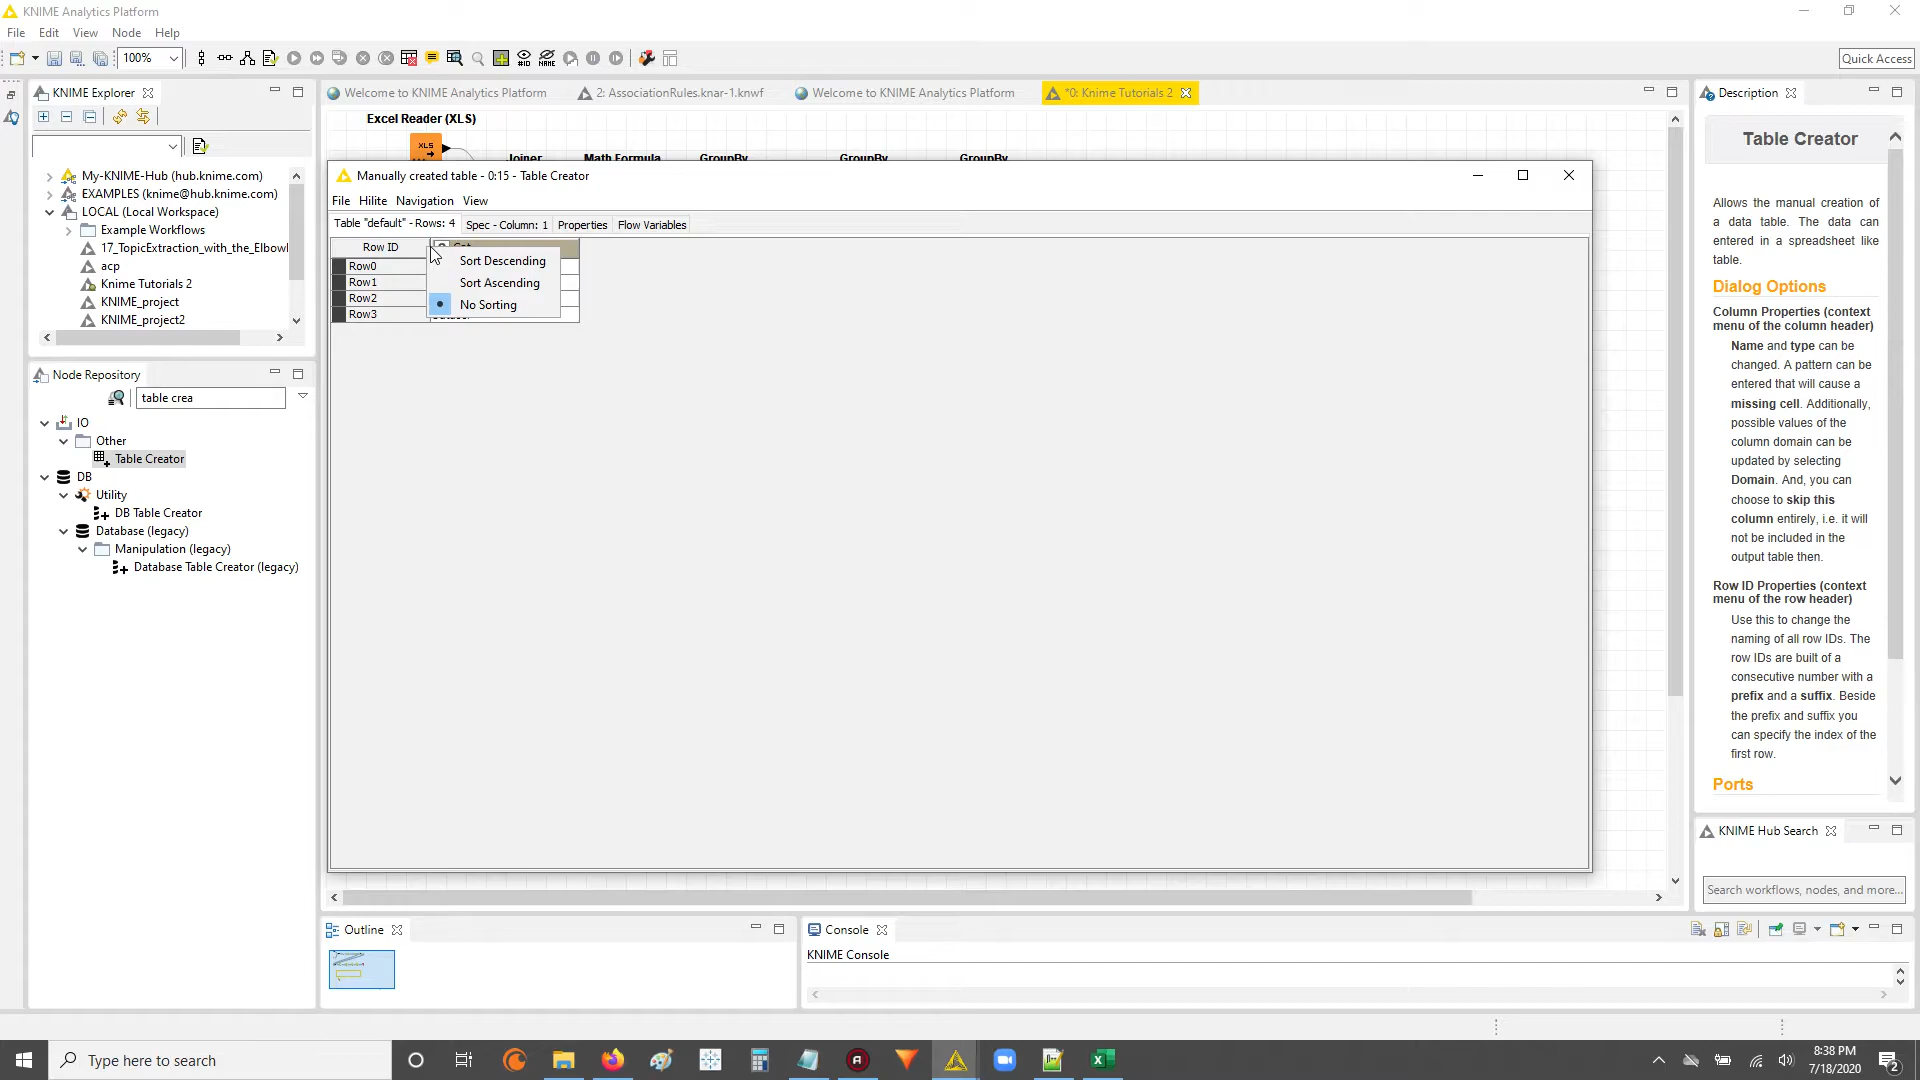 KNIME Analytics Platform
File Edit View Node Help
100%
Quick Access
KNIME Explorer
My-KNIME-Hub (hub.knime.com)
EXAMPLES (knime@hub.knime.com)
LOCAL (Local Workspace)
Example Workflows
17_TopicExtraction_with_the_Elbow
acp
Knime Tutorials 2
KNIME_project
KNIME_project2
Node Repository
table crea
IO
Other
Table Creator
DB
Utility
DB Table Creator
Database (legacy)
Manipulation (legacy)
Database Table Creator (legacy)
Welcome to KNIME Analytics Platform
2: AssociationRules.knar-1.knwf
Welcome to KNIME Analytics Platform
*0: Knime Tutorials 2
Excel Reader (XLS)
XLS
Joiner Math Formula GroupBy GroupBy GroupBy
Manually created table - 0:15 - Table Creator
File Hilite Navigation View
Table "default" - Rows: 4 Spec - Column: 1 Properties Flow Variables
Row ID
Row0
Row1
Row2
Row3
Sort Descending
Sort Ascending
No Sorting
Description
Table Creator
Allows the manual creation of
a data table. The data can
entered in a spreadsheet like
table.
Dialog Options
Column Properties (context
menu of the column header)
Name and type can be
changed. A pattern can be
entered that will cause a
missing cell. Additionally,
possible values of the
column domain can be
updated by selecting
Domain. And, you can
choose to skip this
column entirely, i.e. it will
not be included in the
output table then.
Row ID Properties (context
menu of the row header)
Use this to change the
naming of all row IDs. The
row IDs are built of a
consecutive number with a
prefix and a suffix. Beside
the prefix and suffix you
can specify the index of the
first row.
Ports
KNIME Hub Search
Search workflows, nodes, and more...
Outline
Console
KNIME Console
Type here to search
8:38 PM
7/18/2020
2